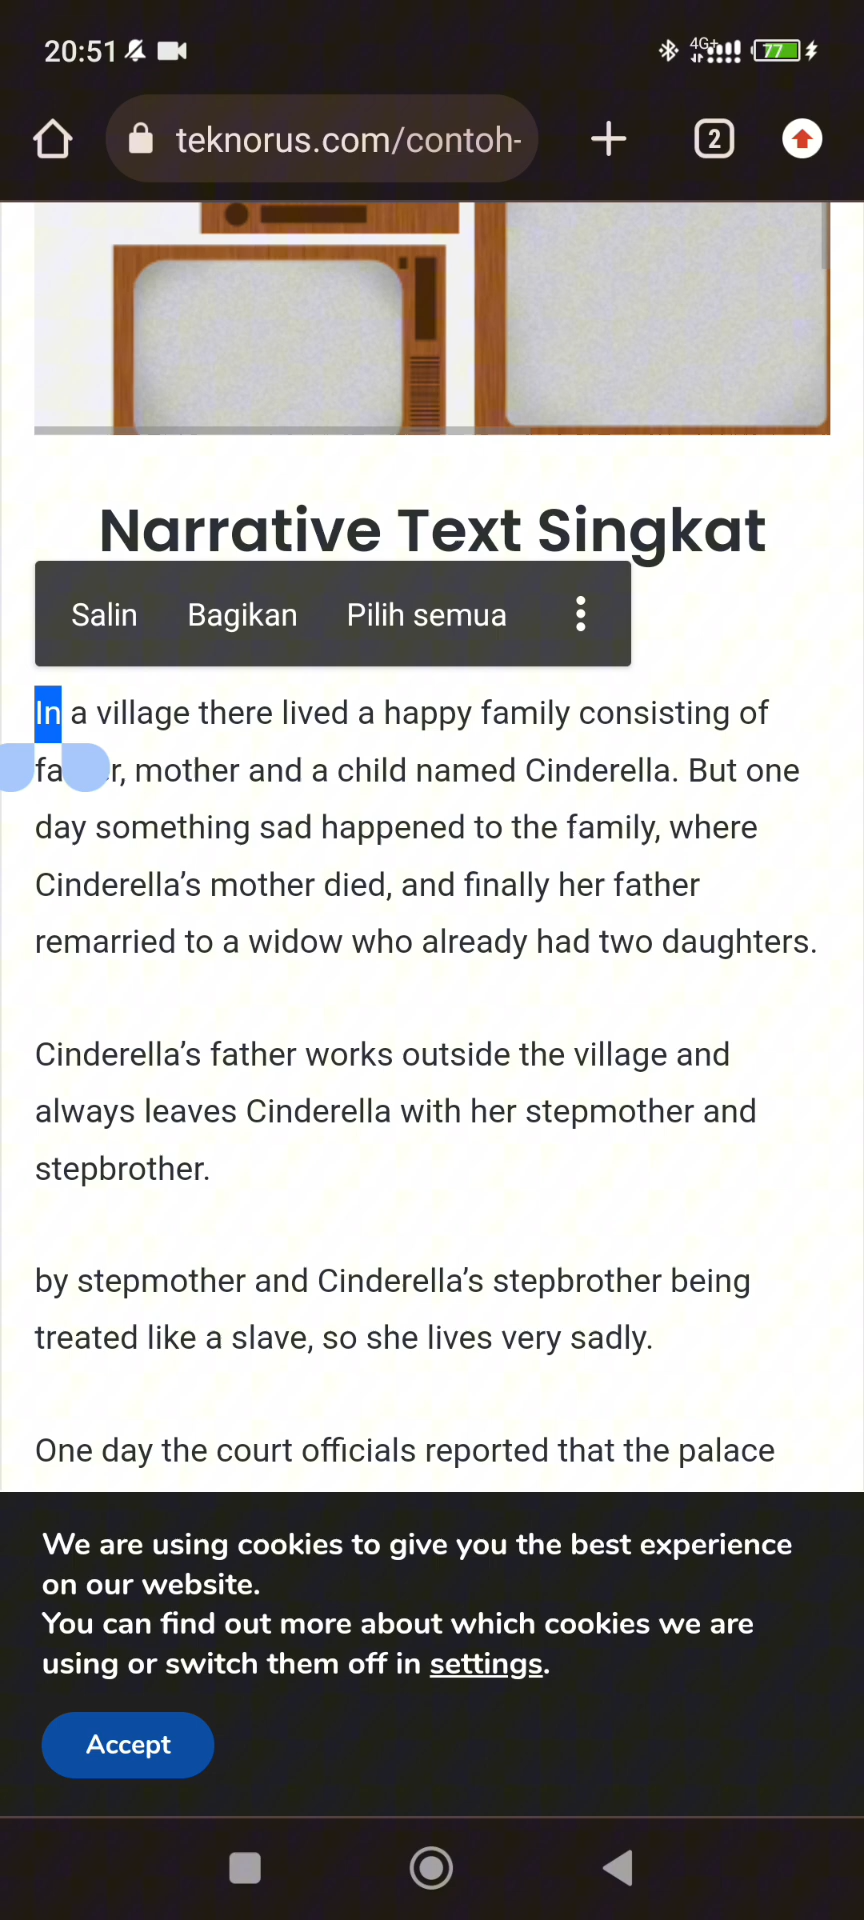 20:51
4G+
77
teknorus.com/contoh-
2
Narrative Text Singkat
Salin Bagikan Pilih semua
In a village there lived a happy family consisting of
fa r, mother and a child named Cinderella. But one
day something sad happened to the family, where
Cinderella’s mother died, and finally her father
remarried to a widow who already had two daughters.
Cinderella’s father works outside the village and
always leaves Cinderella with her stepmother and
stepbrother.
by stepmother and Cinderella’s stepbrother being
treated like a slave, so she lives very sadly.
One day the court officials reported that the palace
We are using cookies to give you the best experience
on our website.
You can find out more about which cookies we are
using or switch them off in settings.
Accept